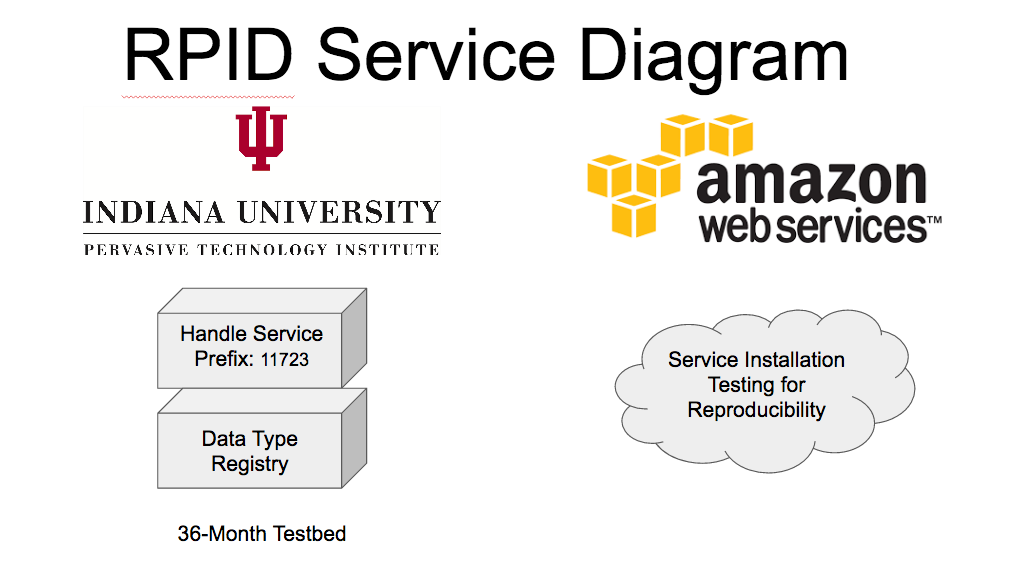 RPID Service Diagram
INDIANA UNIVERSITY
PERVASIVE TECHNOLOGY INSTITUTE
amazon
web services™
Handle Service
Prefix: 11723
Data Type
Registry
36-Month Testbed
Service Installation
Testing for
Reproducibility